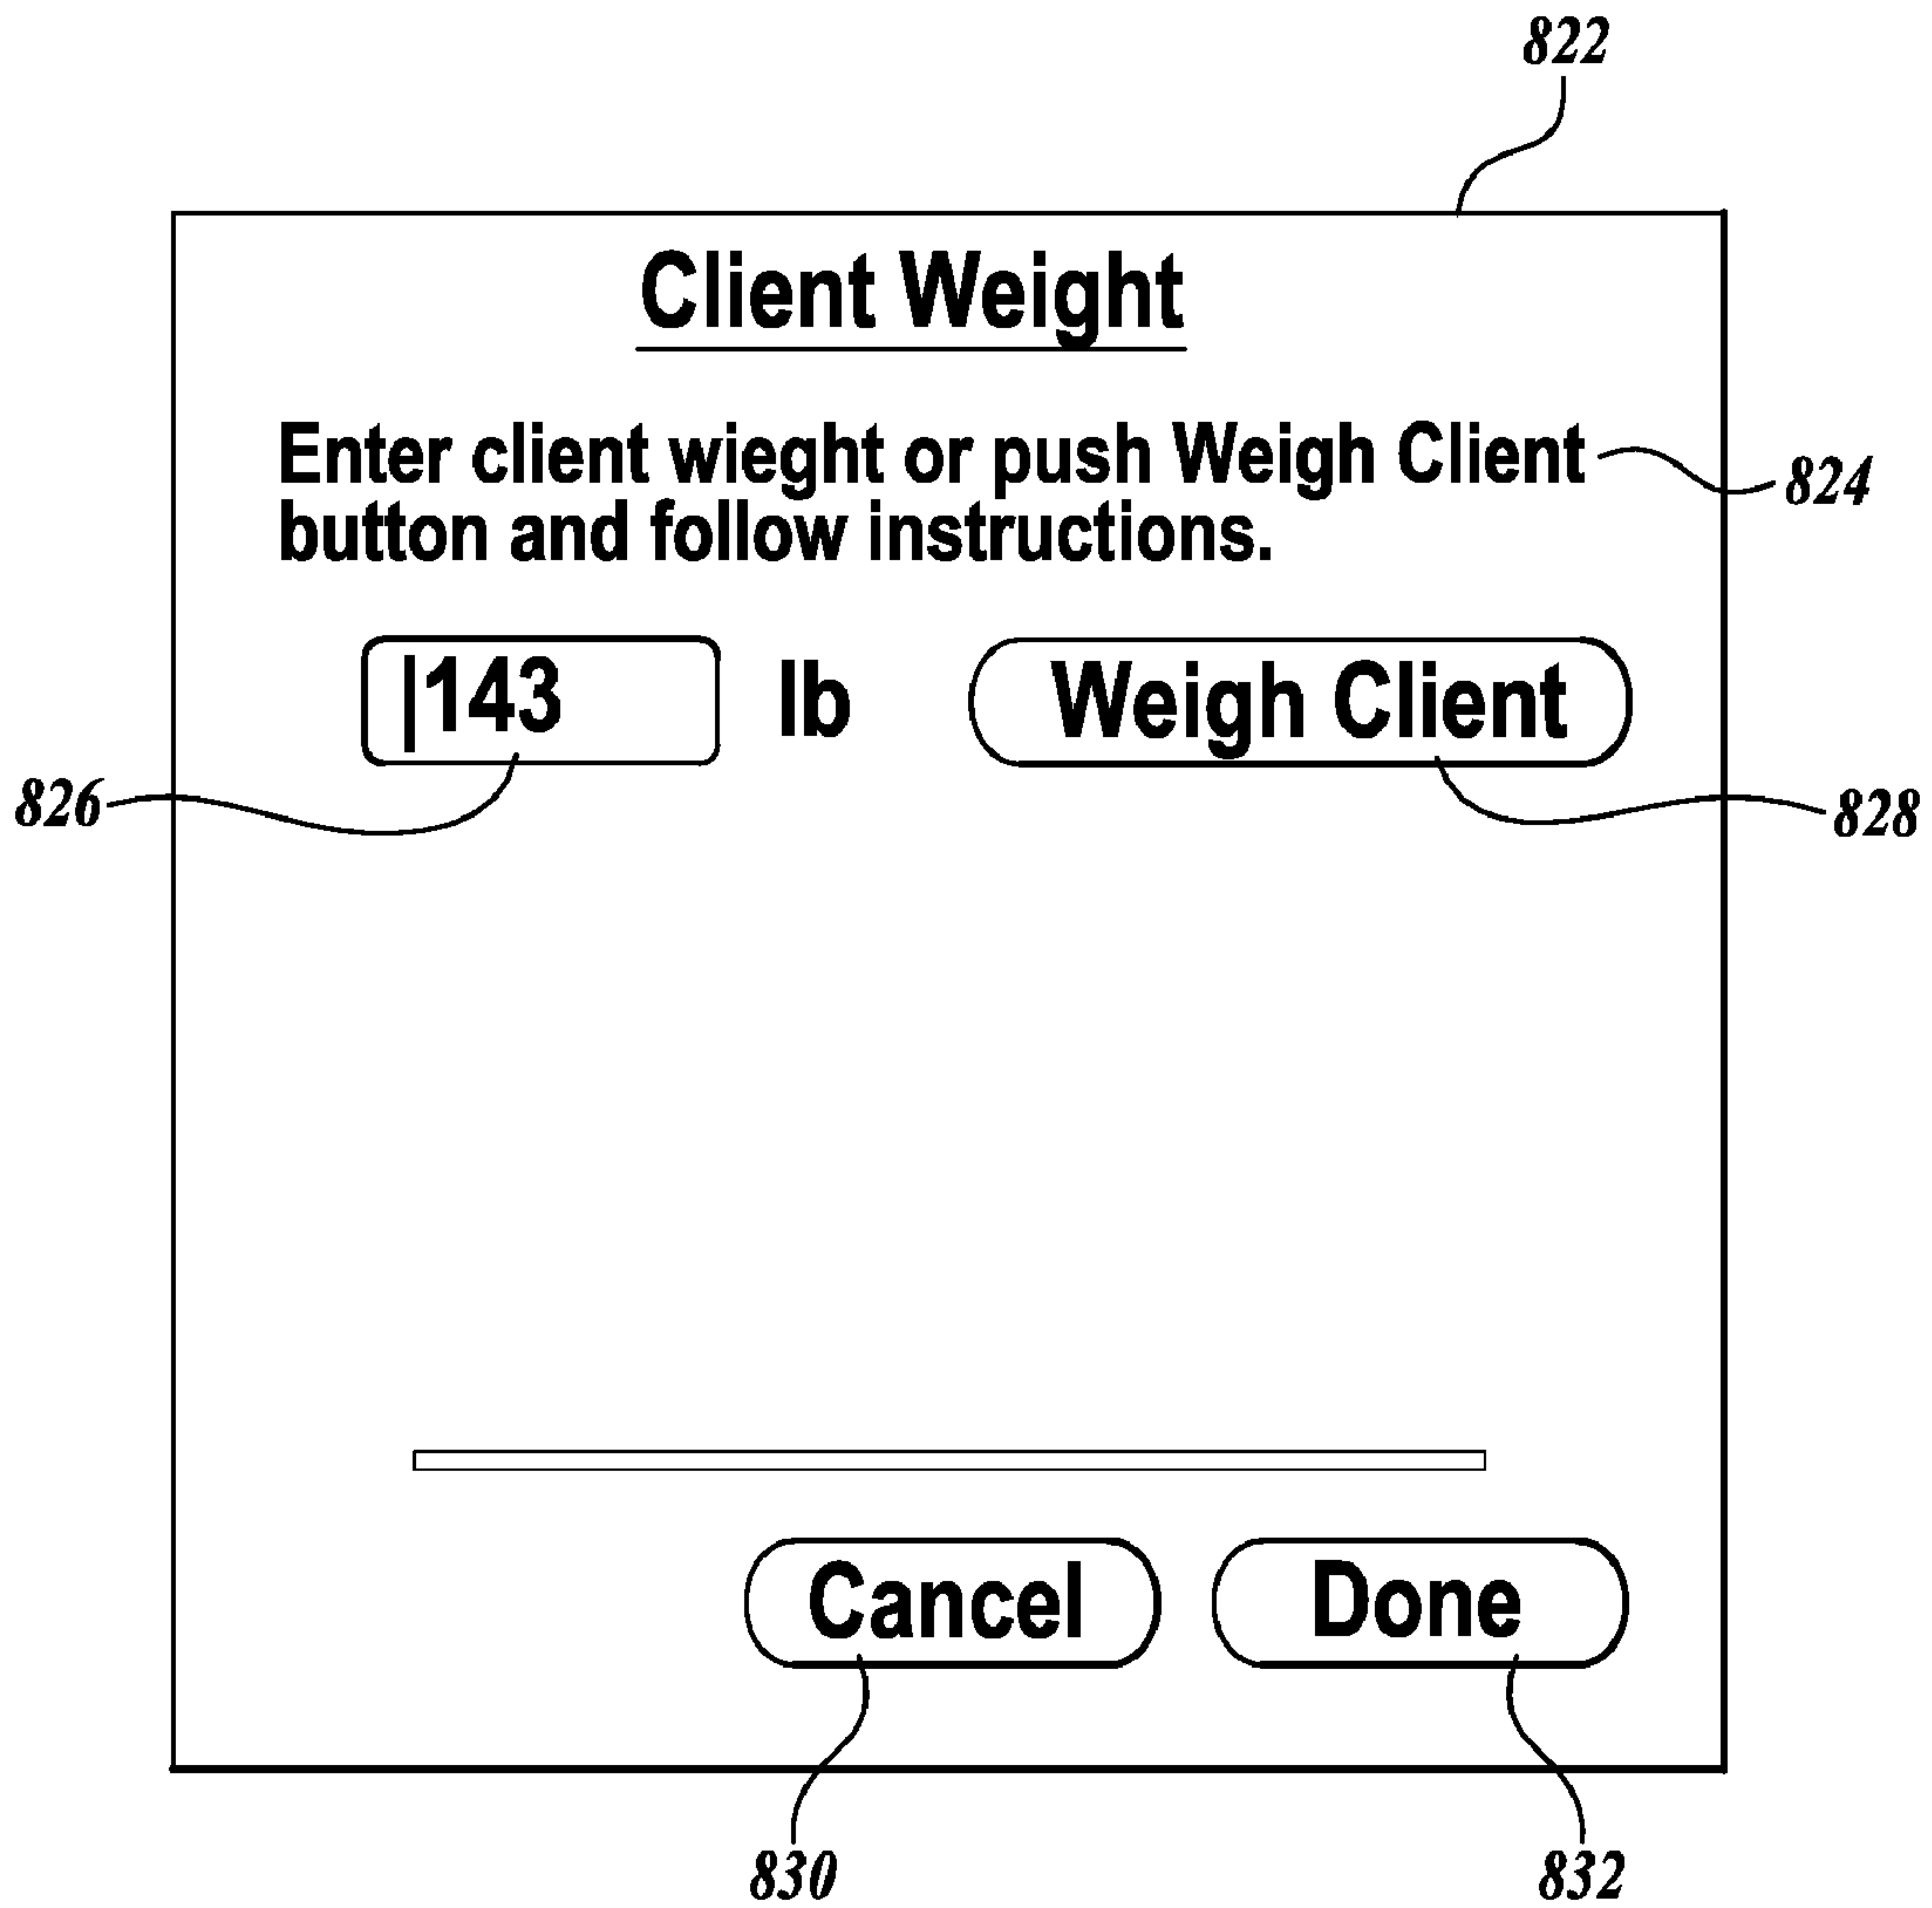 822
Client Weight
Enter client wieght or push Weigh Client
824
button and follow instructions.
|143 lb Weigh Client
826
828
Cancel Done
830 832